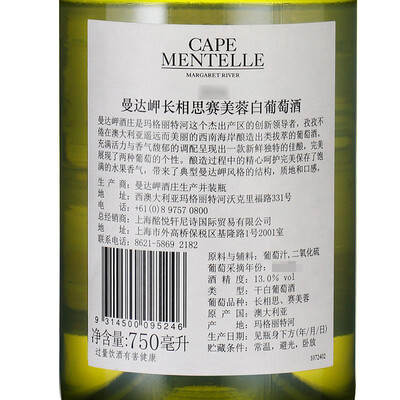 CAPE
MENTELLE
MARGARET RIVER
曼达岬长相思赛美蓉白葡萄酒
曼达岬酒庄是玛格丽特河这个杰出产区的创新领导者，孜孜不
倦在澳大利亚遥远而美丽的西南海岸酿造出类拔萃的葡萄酒，
充满活力与香气馥郁的调配呈现出一款新鲜独特的佳酿，完美
展现了两种葡萄的个性。酿造过程中的精心呵护完美保存了饱
满的水果香气，并带来了典型曼达岬风格的结构，质地和口感。
生 产 商： 曼达岬酒庄生产并装瓶
地 址： 西澳大利亚玛格丽特河沃克里福路331号
电 话： +61(0)8 9757 0800
总经销商： 上海酩悦轩尼诗国际贸易有限公司
地 址： 上海市外高桥保税区基隆路1号2001室
服务热线： 8621-5869 2182
9 314500 095246
净含量:750毫升
过量饮酒有害健康
原料与辅料： 葡萄汁,二氧化硫
葡萄采摘年份:
酒 精 度： 13.0% vol
类 型： 干白葡萄酒
葡萄品种： 长相思、赛美蓉
原 产 国： 澳大利亚
产 地： 玛格丽特河
生产日期： 见瓶身下方(年/月/日)
贮藏条件： 常温，避光，卧放
1072402